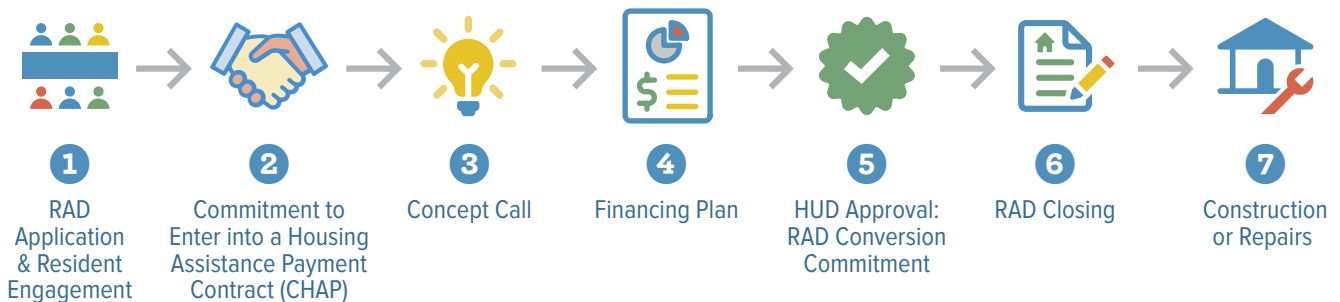 1
RAD
Application
& Resident
Engagement
2
Commitment to
Enter into a Housing
Assistance Payment
Contract (CHAP)
3
Concept Call
4
Financing Plan
5
HUD Approval:
RAD Conversion
Commitment
6
RAD Closing
7
Construction
or Repairs
$